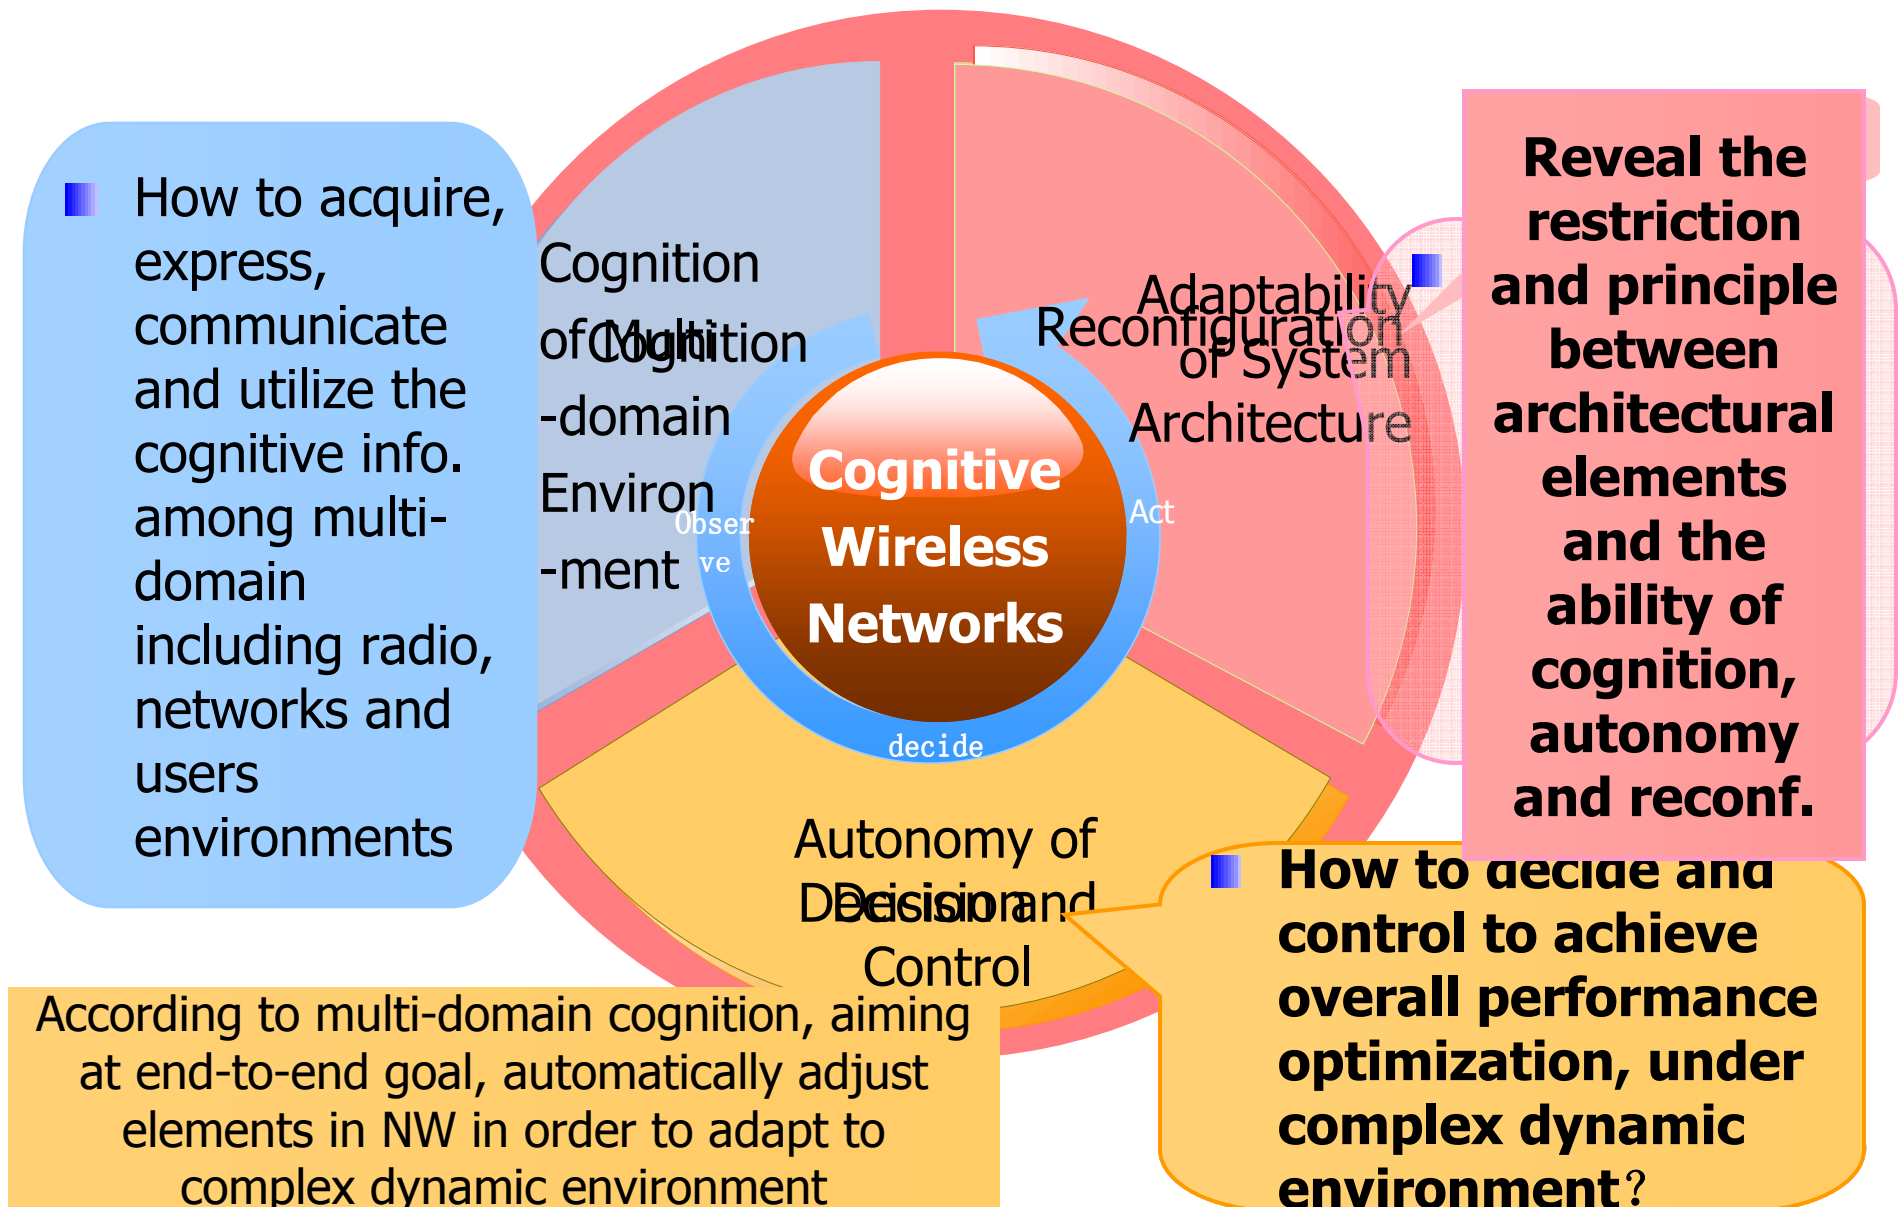 How to acquire,
express,
communicate
and utilize the
cognitive info.
among multi-
domain
including radio,
networks and
users
environments
Cognition
of Multi
-domain
Environ
-ment
Cognition
Adaptability
of System
Architecture
Reconfiguration
Reveal the
restriction
and principle
between
architectural
elements
and the
ability of
cognition,
autonomy
and reconf.
Obser
ve
Act
decide
Cognitive
Wireless
Networks
Autonomy of
Decision and
Control
Decision
According to multi-domain cognition, aiming
at end-to-end goal, automatically adjust
elements in NW in order to adapt to
complex dynamic environment
How to decide and
control to achieve
overall performance
optimization, under
complex dynamic
environment？